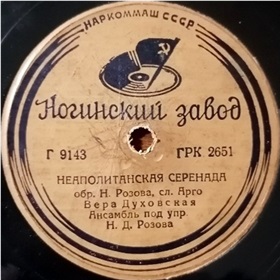 НАРКОММАШ СССР
Ногинский завод
Г 9143 ГРК 2651
НЕАПОЛИТАНСКАЯ СЕРЕНАДА
обр. Н. Розова, сл. Арго
Вера Духовская
Ансамбль под упр.
Н. Д. Розова